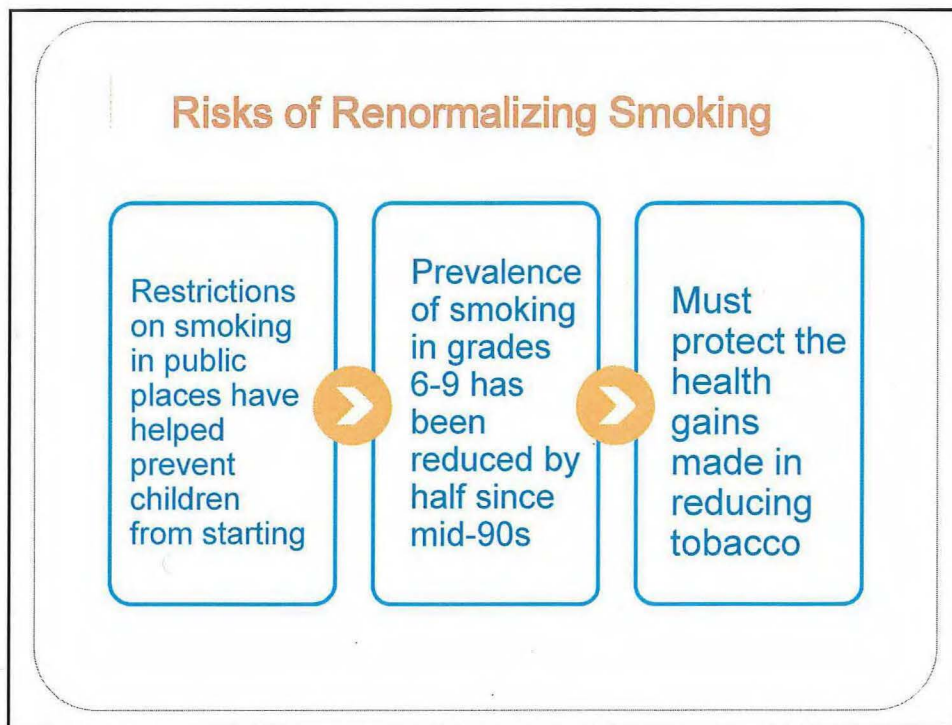 Risks of Renormalizing Smoking
Restrictions
on smoking
in public
places have
helped
prevent
children
from starting
Prevalence
of smoking
in grades
6-9 has
been
reduced by
half since
mid-90s
Must
protect the
health
gains
made in
reducing
tobacco